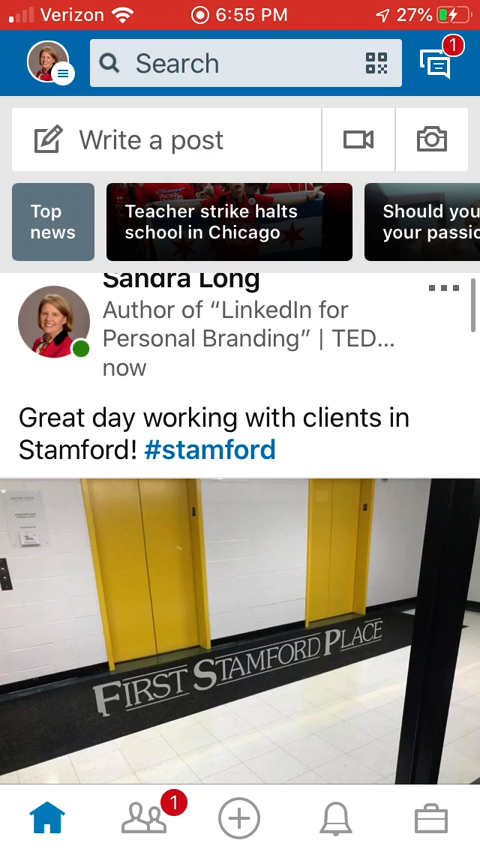 Verizon 6:55 PM 27%
Search
1
Write a post
Top
news
Teacher strike halts
school in Chicago
Should you
your passio
Sandra Long
Author of “LinkedIn for
Personal Branding” | TED...
now
Great day working with clients in
Stamford! #stamford
FIRST STAMFORD PLACE
1